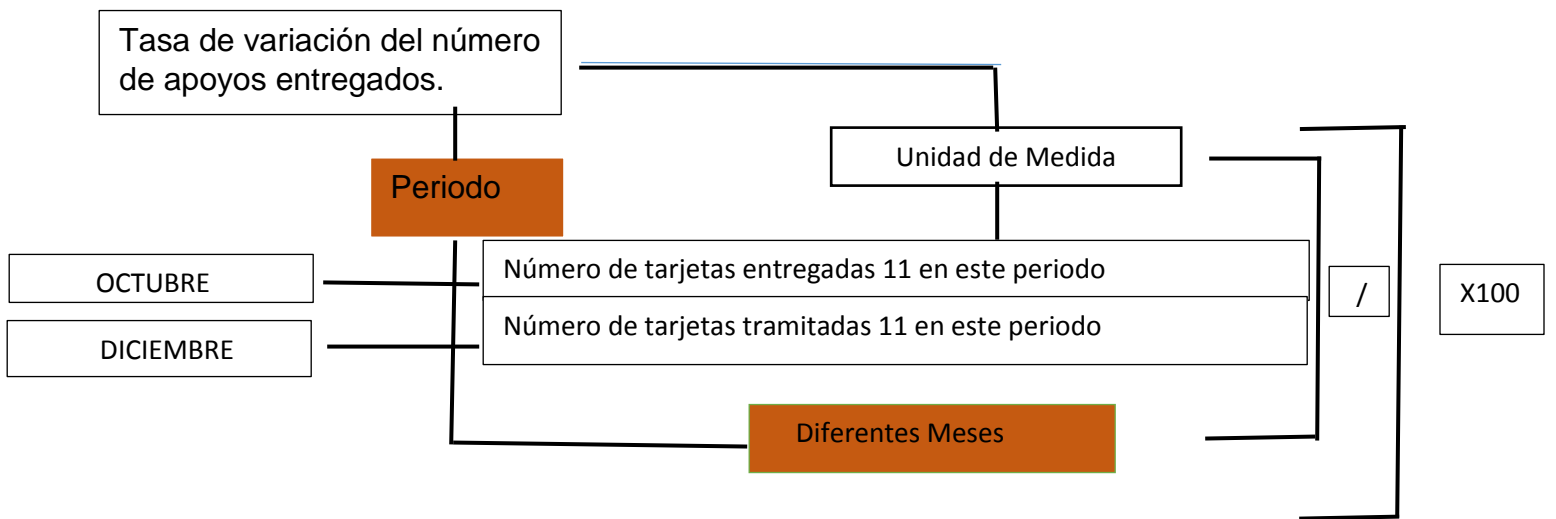 Tasa de variación del número
de apoyos entregados.
Unidad de Medida
Periodo
OCTUBRE
Número de tarjetas entregadas 11 en este periodo
/
X100
DICIEMBRE
Número de tarjetas tramitadas 11 en este periodo
Diferentes Meses